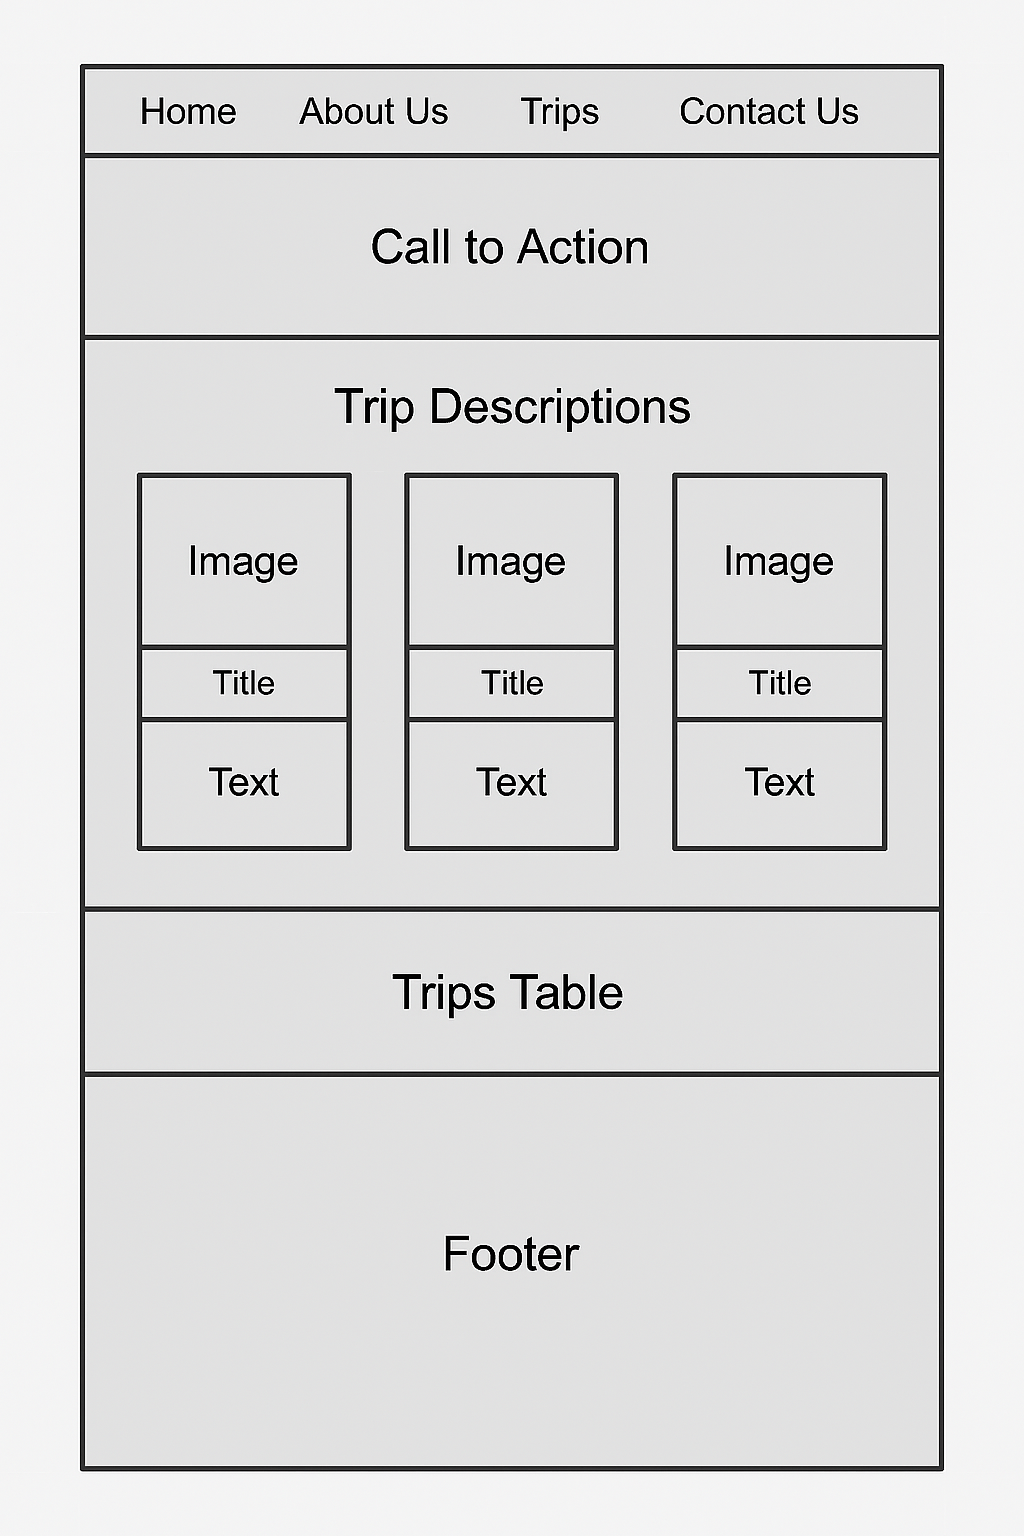 Home About Us Trips Contact Us
Call to Action
Trip Descriptions
Image Image Image
Title Title Title
Text Text Text
Trips Table
Footer